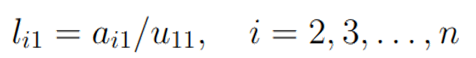 l_{i1} = a_{i1}/u_{11},    i = 2, 3, . . . , n